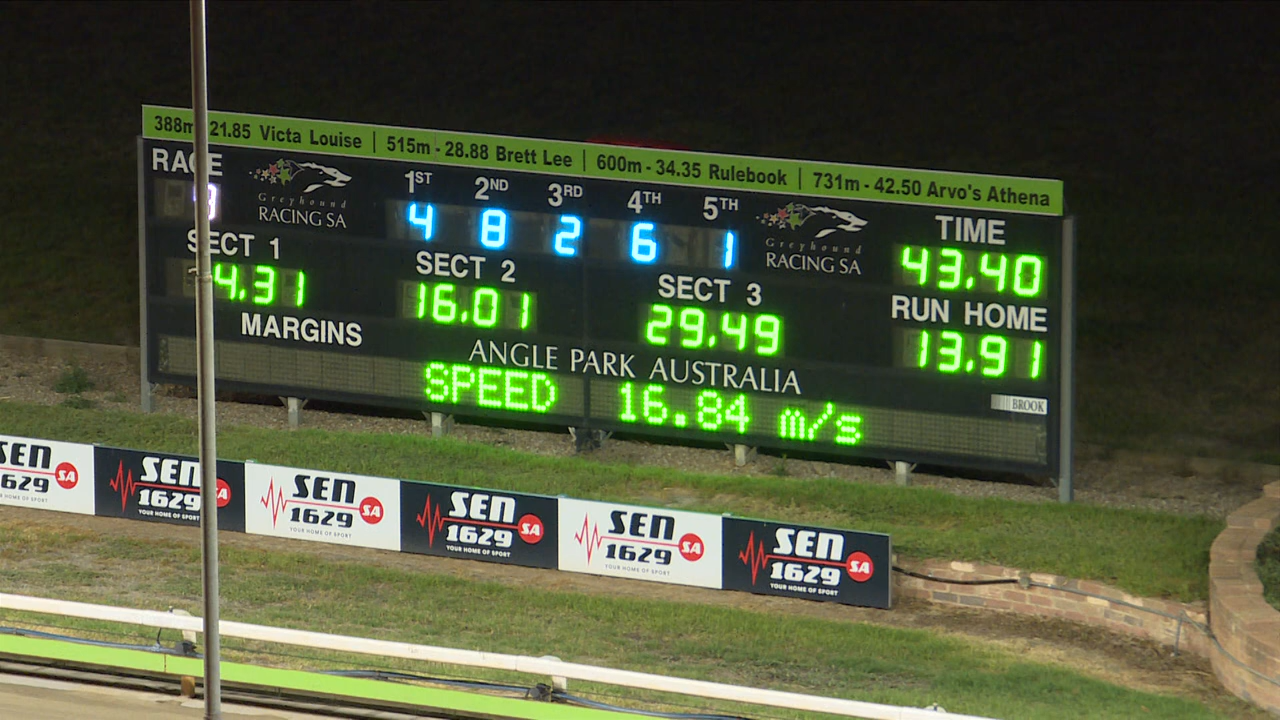 388m - 21.85 Victa Louise | 515m - 28.88 Brett Lee | 600m - 34.35 Rulebook | 731m - 42.50 Arvo's Athena
RACE
Greyhound
RACING SA
1ST 2ND 3RD 4TH 5TH
4 8 2 6 1
Greyhound
RACING SA
TIME
43.40
SECT 1
4.31
SECT 2
16.01
SECT 3
29.49
RUN HOME
13.91
MARGINS
ANGLE PARK AUSTRALIA
SPEED 16.84 m/s
BROOK
SEN
1629
SA
SEN
1629
YOUR HOME OF SPORT
SEN
1629
SA
YOUR HOME OF SPORT
SEN
1629
SA
YOUR HOME OF SPORT
SEN
1629
SA
YOUR HOME OF SPORT
SEN
1629
SA
YOUR HOME OF SPORT